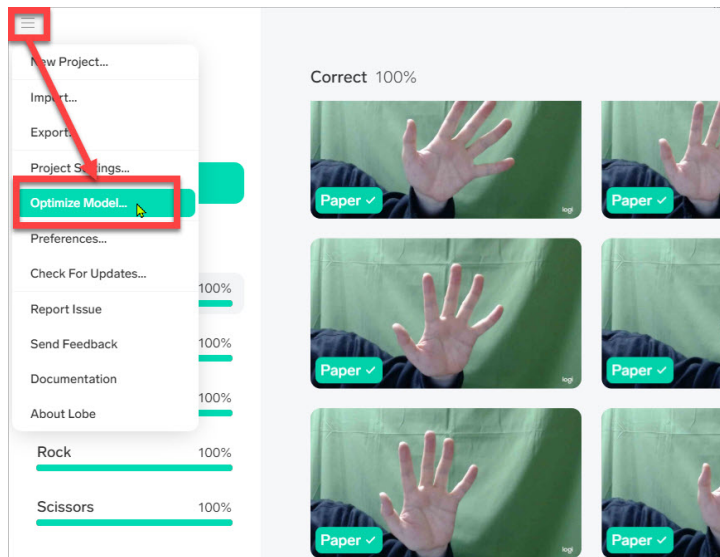 New Project...
Import...
Export...
Project Settings...
Optimize Model...
Preferences...
Check For Updates...
Report Issue
Send Feedback
Documentation
About Lobe
100%
100%
100%
Rock 100%
Scissors 100%
Correct 100%
Paper
logi
Paper
Paper
logi
Paper
Paper
logi
Paper